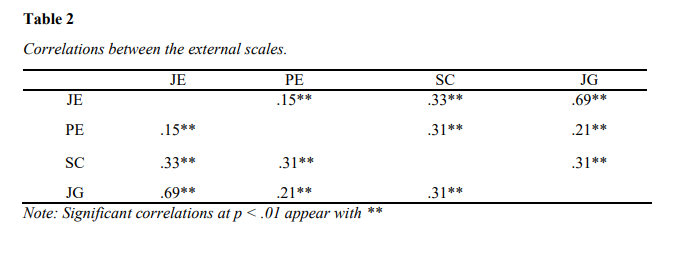 Table 2
Correlations between the external scales.
JE PE SC JG
JE .15** .33** .69**
PE .15** .31** .21**
SC .33** .31** .31**
JG .69** .21** .31**
Note: Significant correlations at p < .01 appear with **